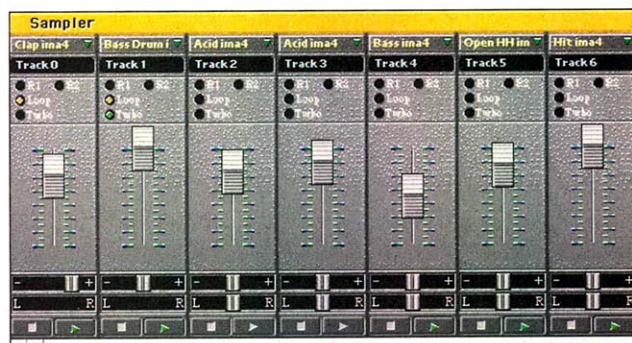 Sampler
Clap ima4 Bass Drum i Acid ima4 Acid ima4 Bass ima4 Open HH im Hit ima4
Track 0 Track 1 Track 2 Track 3 Track 4 Track 5 Track 6
R1 R2 R1 R2 R1 R2 R1 R2 R1 R2 R1 R2 R1 R2
Loop Loop Loop Loop Loop Loop Loop
Turbo Turbo Turbo Turbo Turbo Turbo Turbo
- + - + - + - + - + - + - +
L R L R L R L R L R L R L R